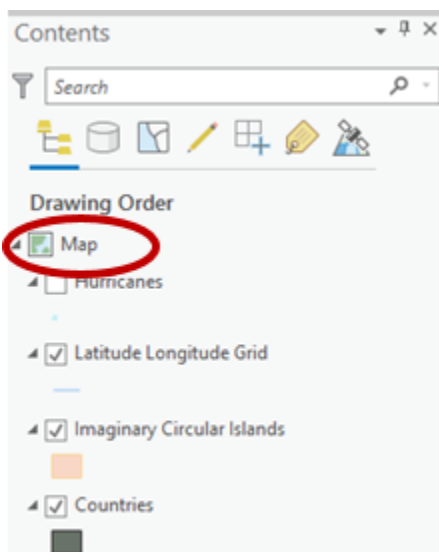 Contents
Search
Drawing Order
Map
Hurricanes
Latitude Longitude Grid
Imaginary Circular Islands
Countries